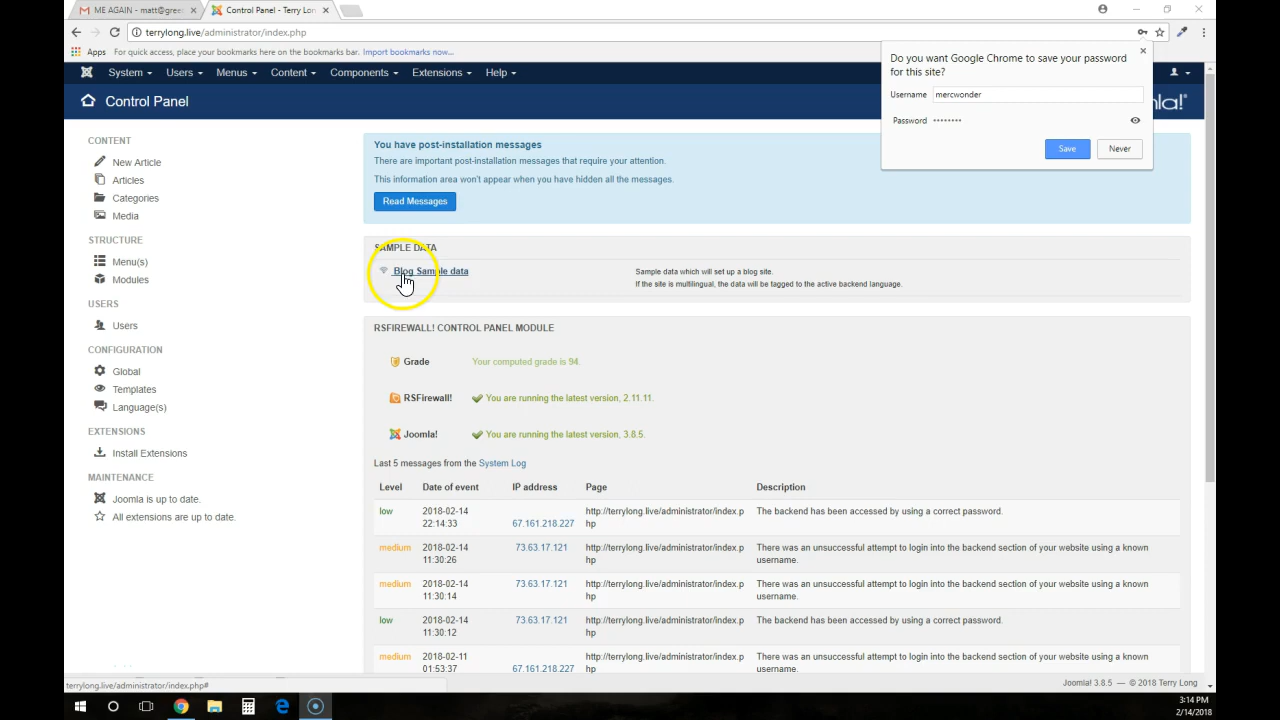 ME AGAIN - matt@gree
Control Panel - Terry Lon
terrylong.live/administrator/index.php
Apps For quick access, place your bookmarks here on the bookmarks bar. Import bookmarks now...
System Users Menus Content Components Extensions Help
Control Panel
Do you want Google Chrome to save your password
for this site?
Username mercwonder
Password ••••••••
Save Never
la!®
CONTENT
New Article
Articles
Categories
Media
STRUCTURE
Menu(s)
Modules
USERS
Users
CONFIGURATION
Global
Templates
Language(s)
EXTENSIONS
Install Extensions
MAINTENANCE
Joomla is up to date.
All extensions are up to date.
You have post-installation messages
There are important post-installation messages that require your attention.
This information area won't appear when you have hidden all the messages.
Read Messages
SAMPLE DATA
Blog Sample data
Sample data which will set up a blog site.
If the site is multilingual, the data will be tagged to the active backend language.
RSFIREWALL! CONTROL PANEL MODULE
Grade Your computed grade is 94.
RSFirewall! You are running the latest version, 2.11.11.
Joomla! You are running the latest version, 3.8.5.
Last 5 messages from the System Log
Level Date of event IP address Page Description
low 2018-02-14 22:14:33 67.161.218.227 http://terrylong.live/administrator/index.php The backend has been accessed by using a correct password.
medium 2018-02-14 11:30:26 73.63.17.121 http://terrylong.live/administrator/index.php There was an unsuccessful attempt to login into the backend section of your website using a known username.
medium 2018-02-14 11:30:14 73.63.17.121 http://terrylong.live/administrator/index.php There was an unsuccessful attempt to login into the backend section of your website using a known username.
low 2018-02-14 11:30:12 73.63.17.121 http://terrylong.live/administrator/index.php The backend has been accessed by using a correct password.
medium 2018-02-11 01:53:37 67.161.218.227 http://terrylong.live/administrator/index.php There was an unsuccessful attempt to login into the backend section of your website using a known username.
terrylong.live/administrator/index.php#
Joomla! 3.8.5 — © 2018 Terry Long
3:14 PM
2/14/2018